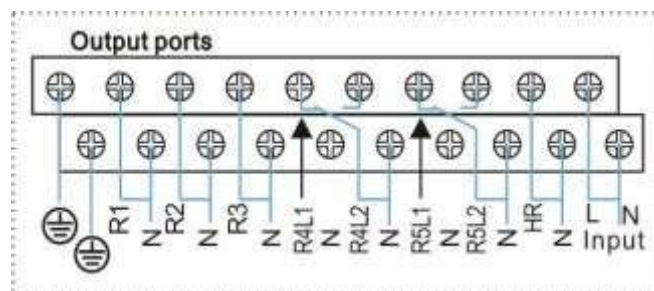 Output ports
R1 N R2 N R3 N R4L1 N R4L2 N R5L1 N R5L2 N HR N L N
Input